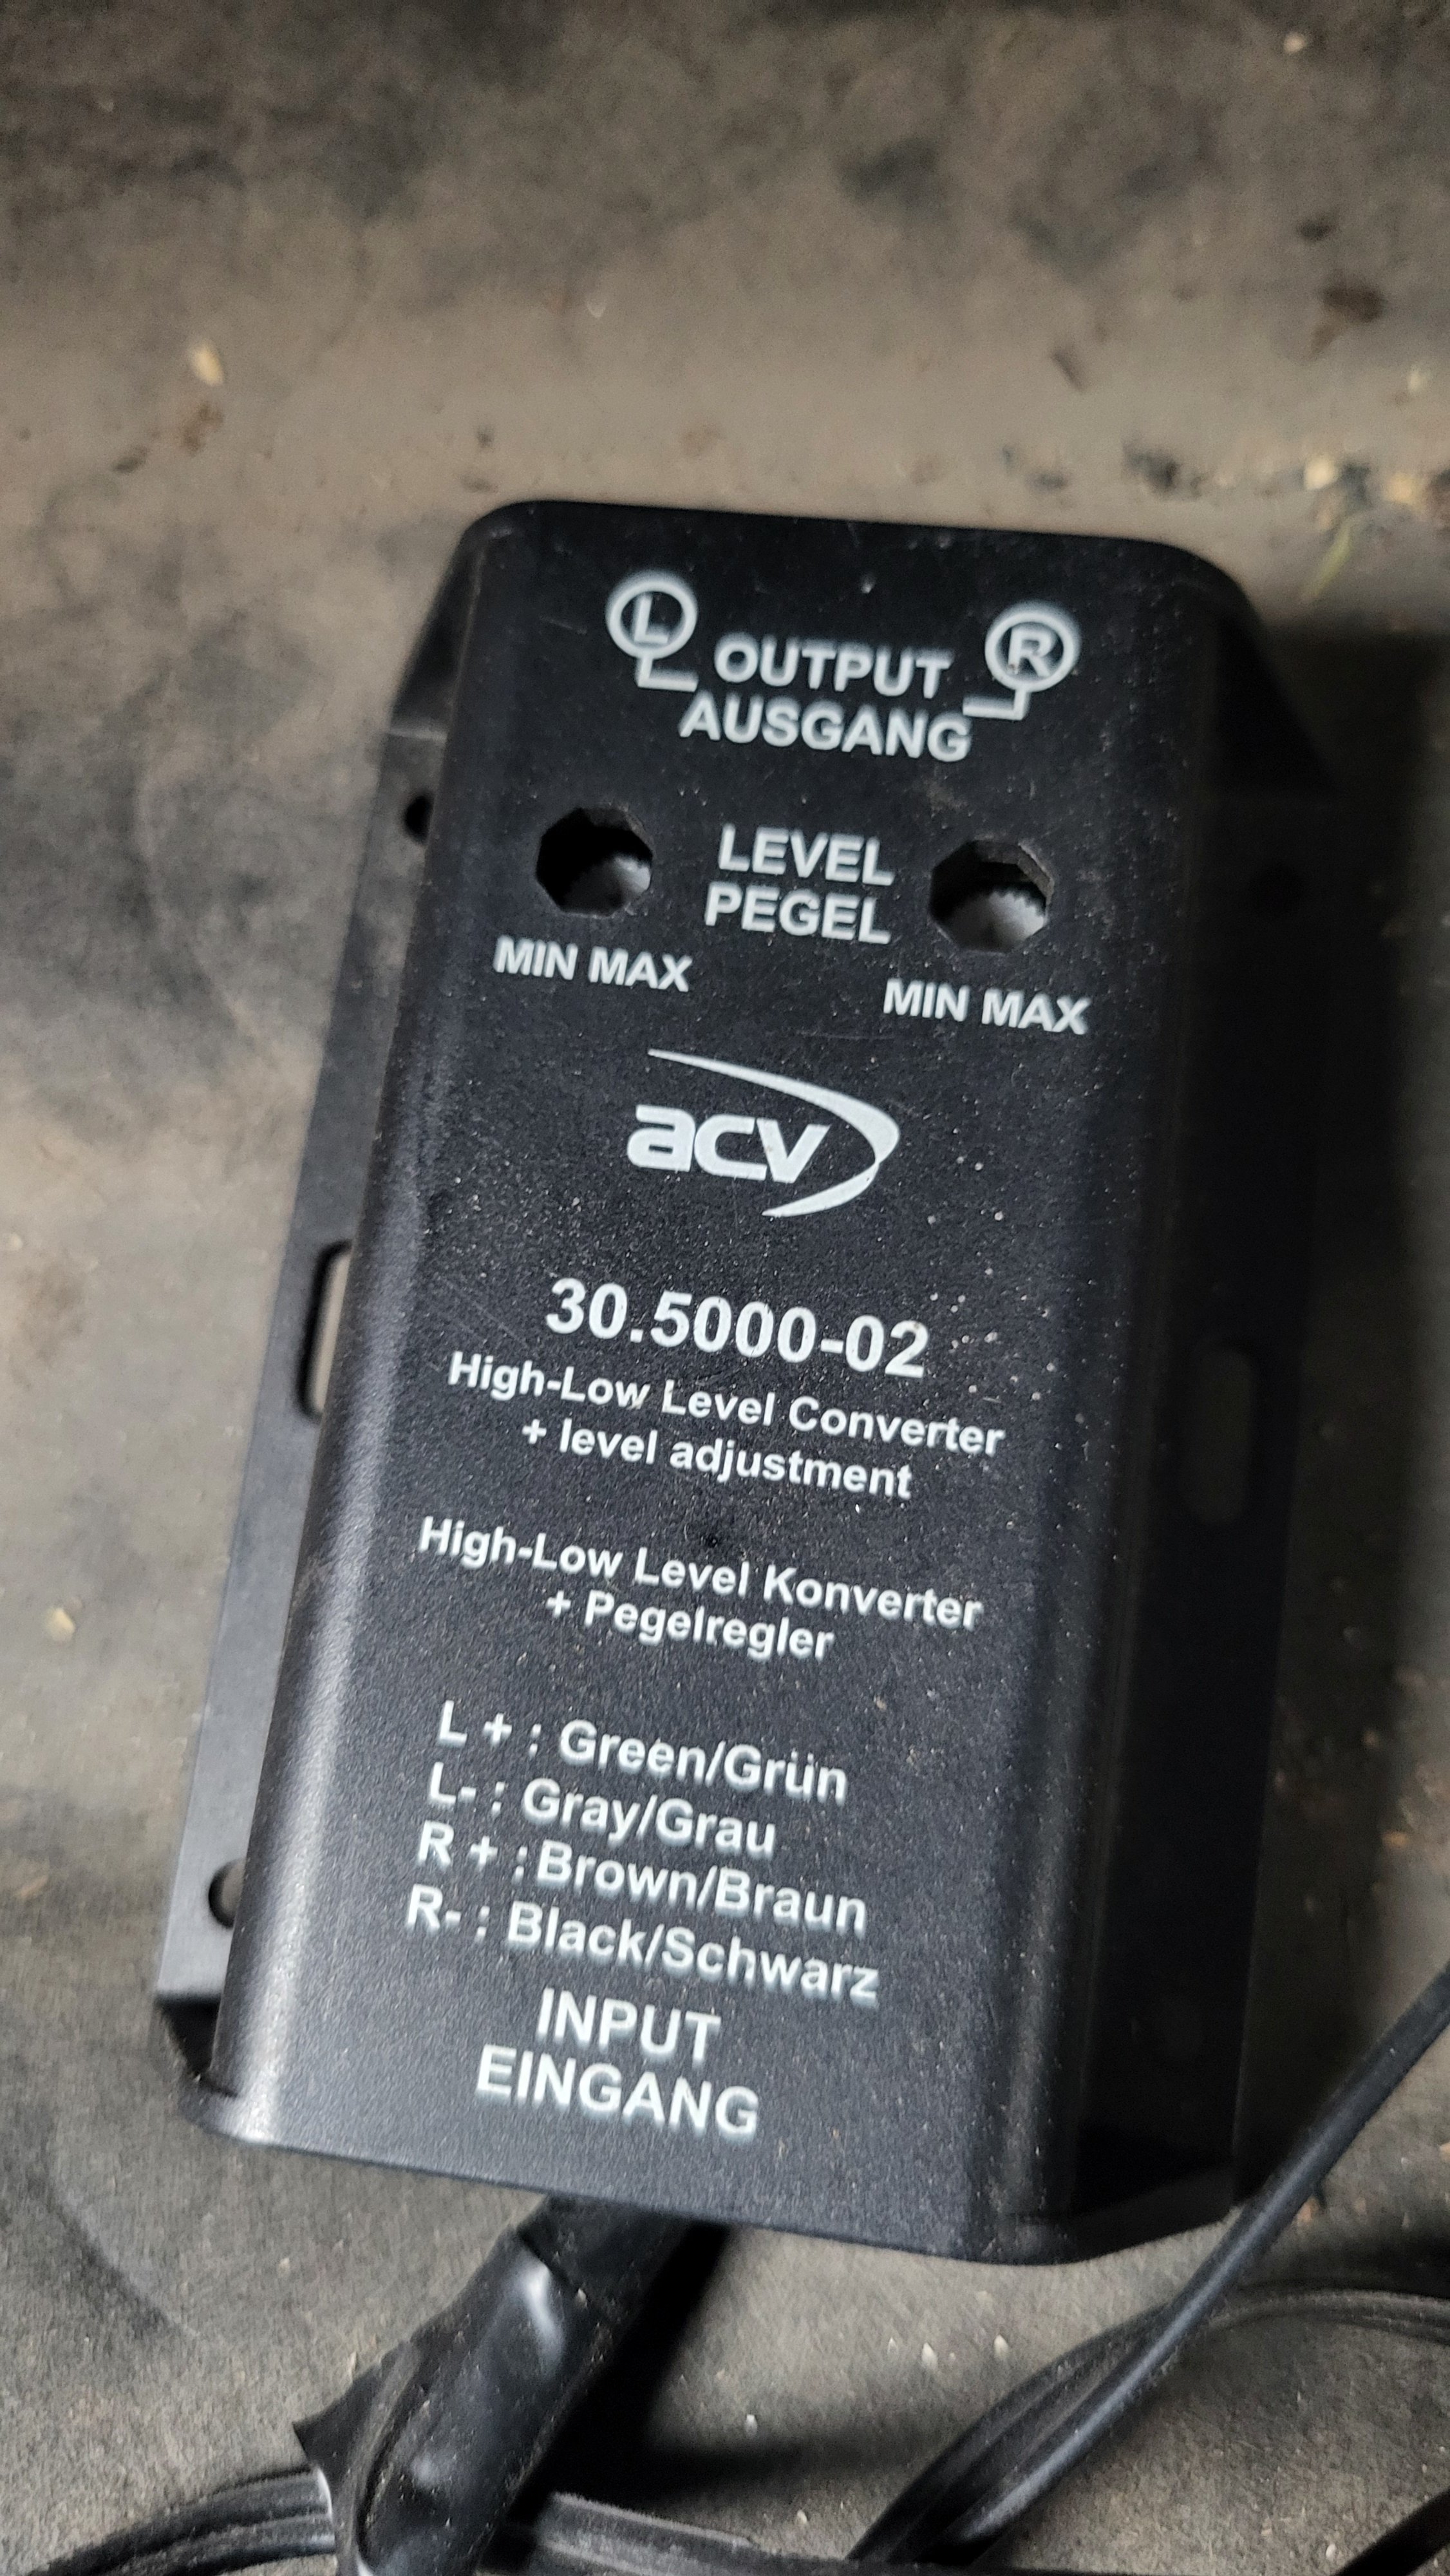 L OUTPUT R
AUSGANG
LEVEL
PEGEL
MIN MAX MIN MAX
acv
30.5000-02
High-Low Level Converter
+ level adjustment
High-Low Level Konverter
+ Pegelregler
L + : Green/Grün
L- : Gray/Grau
R + : Brown/Braun
R- : Black/Schwarz
INPUT
EINGANG